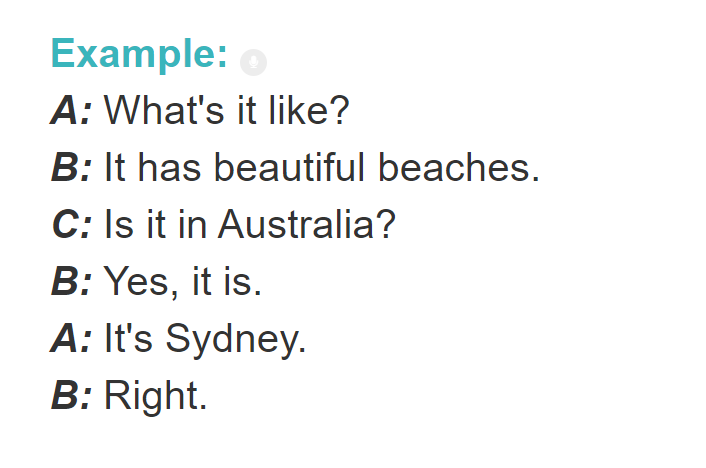 Example:
A: What's it like?
B: It has beautiful beaches.
C: Is it in Australia?
B: Yes, it is.
A: It's Sydney.
B: Right.